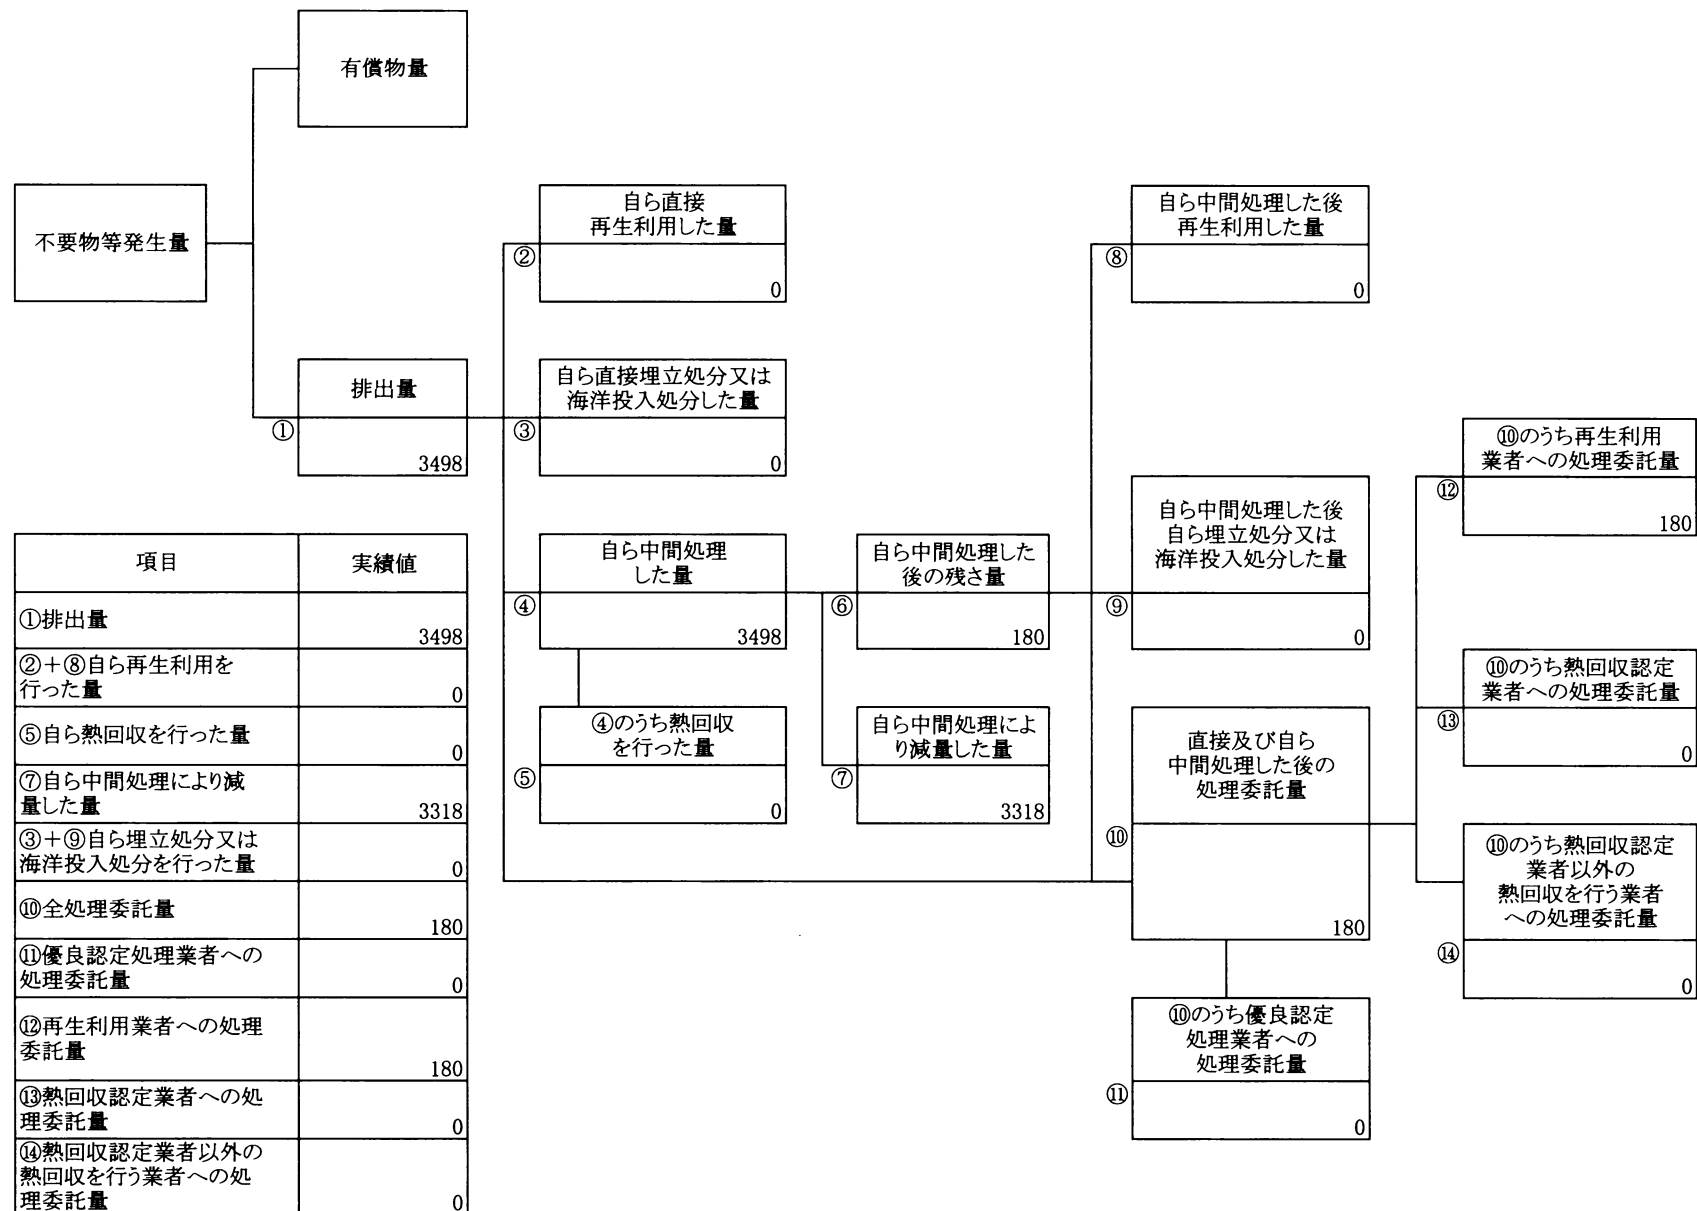 有償物量
不要物等発生量
自ら直接
再生利用した量
②
0
自ら中間処理した後
再生利用した量
⑧
0
排出量
①
3498
自ら直接埋立処分又は
海洋投入処分した量
③
0
⑩のうち再生利用
業者への処理委託量
⑫
180
自ら中間処理
した量
④
3498
自ら中間処理した
後の残さ量
⑥
180
自ら中間処理した後
自ら埋立処分又は
海洋投入処分した量
⑨
0
⑩のうち熱回収認定
業者への処理委託量
⑬
0
④のうち熱回収
を行った量
⑤
0
自ら中間処理によ
り減量した量
⑦
3318
直接及び自ら
中間処理した後の
処理委託量
⑩
180
⑩のうち熱回収認定
業者以外の
熱回収を行う業者
への処理委託量
⑭
0
⑩のうち優良認定
処理業者への
処理委託量
⑪
0
項目 実績値
①排出量
3498
②+⑧自ら再生利用を
行った量
0
⑤自ら熱回収を行った量
0
⑦自ら中間処理により減
量した量
3318
③+⑨自ら埋立処分又は
海洋投入処分を行った量
0
⑩全処理委託量
180
⑪優良認定処理業者への
処理委託量
0
⑫再生利用業者への処理
委託量
180
⑬熱回収認定業者への処
理委託量
0
⑭熱回収認定業者以外の
熱回収を行う業者への処
理委託量
0